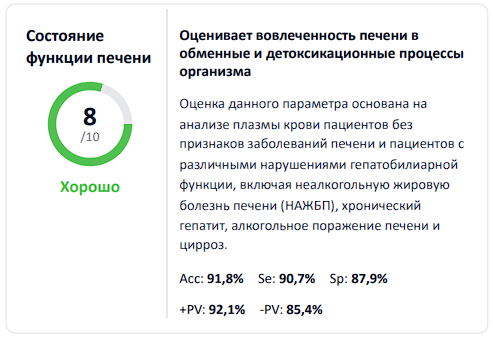 Состояние
функции печени
8
/10
Хорошо
Оценивает вовлеченность печени в
обменные и детоксикационные процессы
организма
Оценка данного параметра основана на
анализе плазмы крови пациентов без
признаков заболеваний печени и пациентов с
различными нарушениями гепатобилиарной
функции, включая неалкогольную жировую
болезнь печени (НАЖБП), хронический
гепатит, алкогольное поражение печени и
цирроз.
Acc: 91,8% Se: 90,7% Sp: 87,9%
+PV: 92,1% -PV: 85,4%